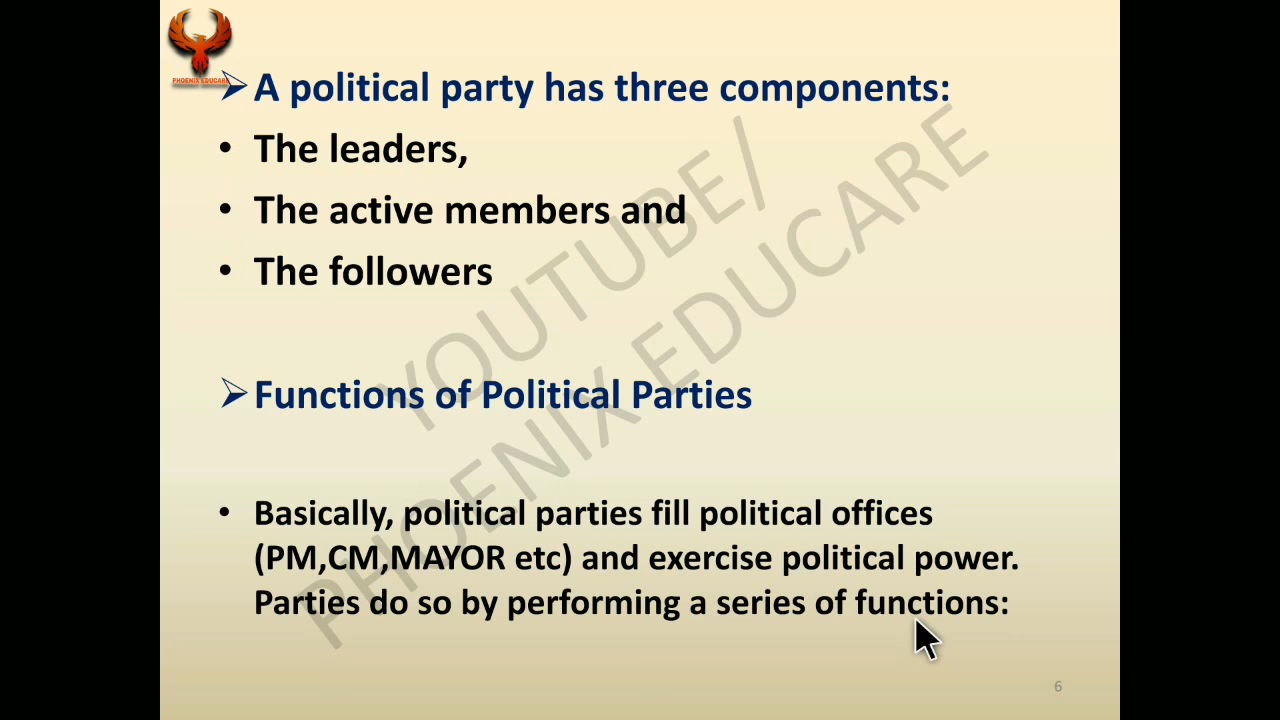 PHOENIX EDUCARE
➢A political party has three components:
• The leaders,
• The active members and
• The followers
➢Functions of Political Parties
• Basically, political parties fill political offices
(PM,CM,MAYOR etc) and exercise political power.
Parties do so by performing a series of functions:
YOUTUBE/
PHOENIX EDUCARE
6